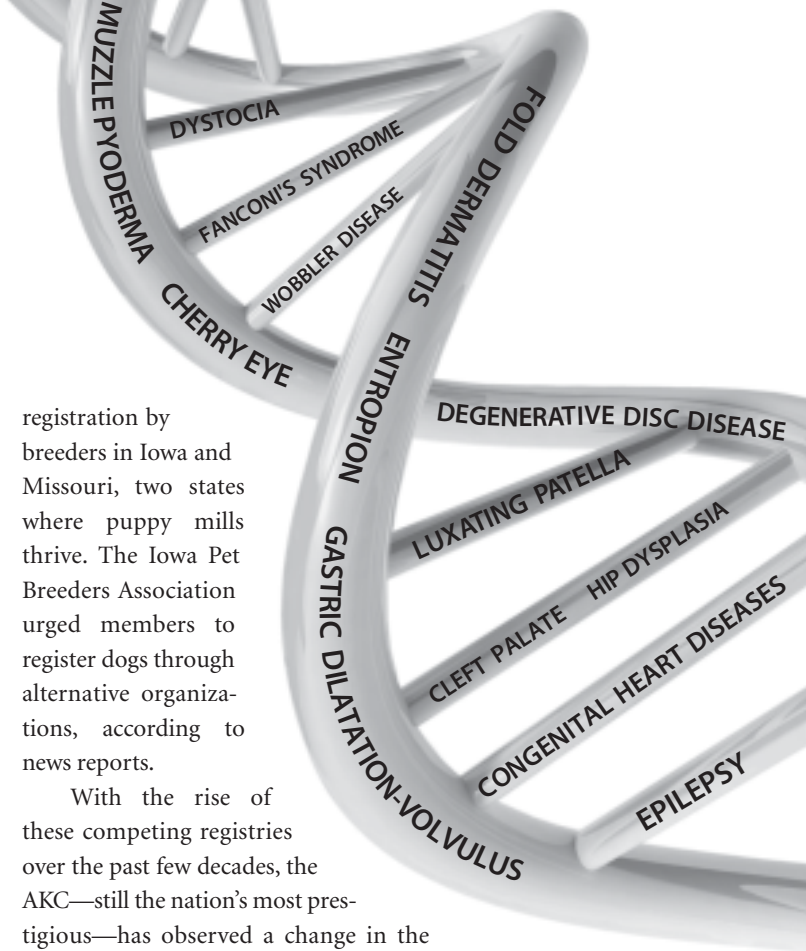 MUZZLE PYODERMA
DYSTOCIA
FANCONI'S SYNDROME
WOBBLER DISEASE
CHERRY EYE
FOLD DERMATITIS
ENTROPION
DEGENERATIVE DISC DISEASE
LUXATING PATELLA
CLEFT PALATE HIP DYSPLASIA
CONGENITAL HEART DISEASES
EPILEPSY
GASTRIC DILATATION-VOLVULUS
registration by
breeders in Iowa and
Missouri, two states
where puppy mills
thrive. The Iowa Pet
Breeders Association
urged members to
register dogs through
alternative organiza-
tions, according to
news reports.
With the rise of
these competing registries
over the past few decades, the
AKC—still the nation's most pres-
tigious—has observed a change in the